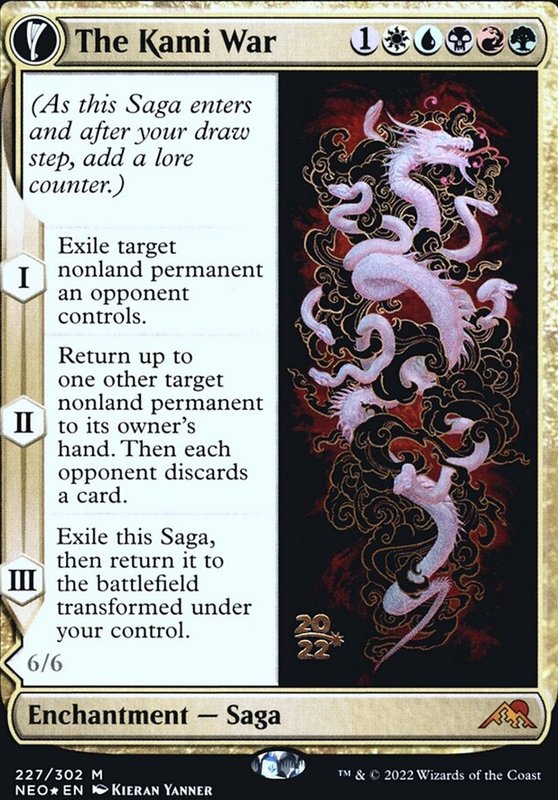 The Kami War 1
(As this Saga enters
and after your draw
step, add a lore
counter.)
I
Exile target
nonland permanent
an opponent
controls.
II
Return up to
one other target
nonland permanent
to its owner's
hand. Then each
opponent discards
a card.
III
Exile this Saga,
then return it to
the battlefield
transformed under
your control.
6/6
20
22
Enchantment — Saga
227/302 M
NEO★EN Kieran Yanner
™ & © 2022 Wizards of the Coast